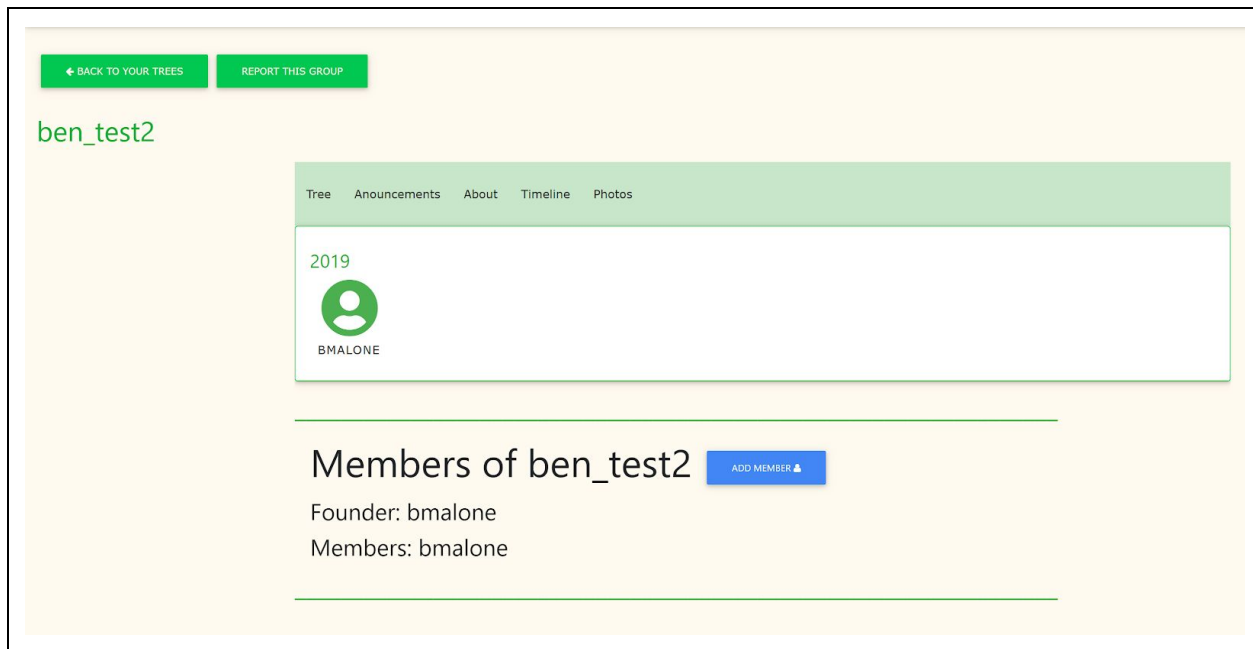 BACK TO YOUR TREES
REPORT THIS GROUP
ben_test2
Tree Anouncements About Timeline Photos
2019
BMALONE
Members of ben_test2 ADD MEMBER
Founder: bmalone
Members: bmalone